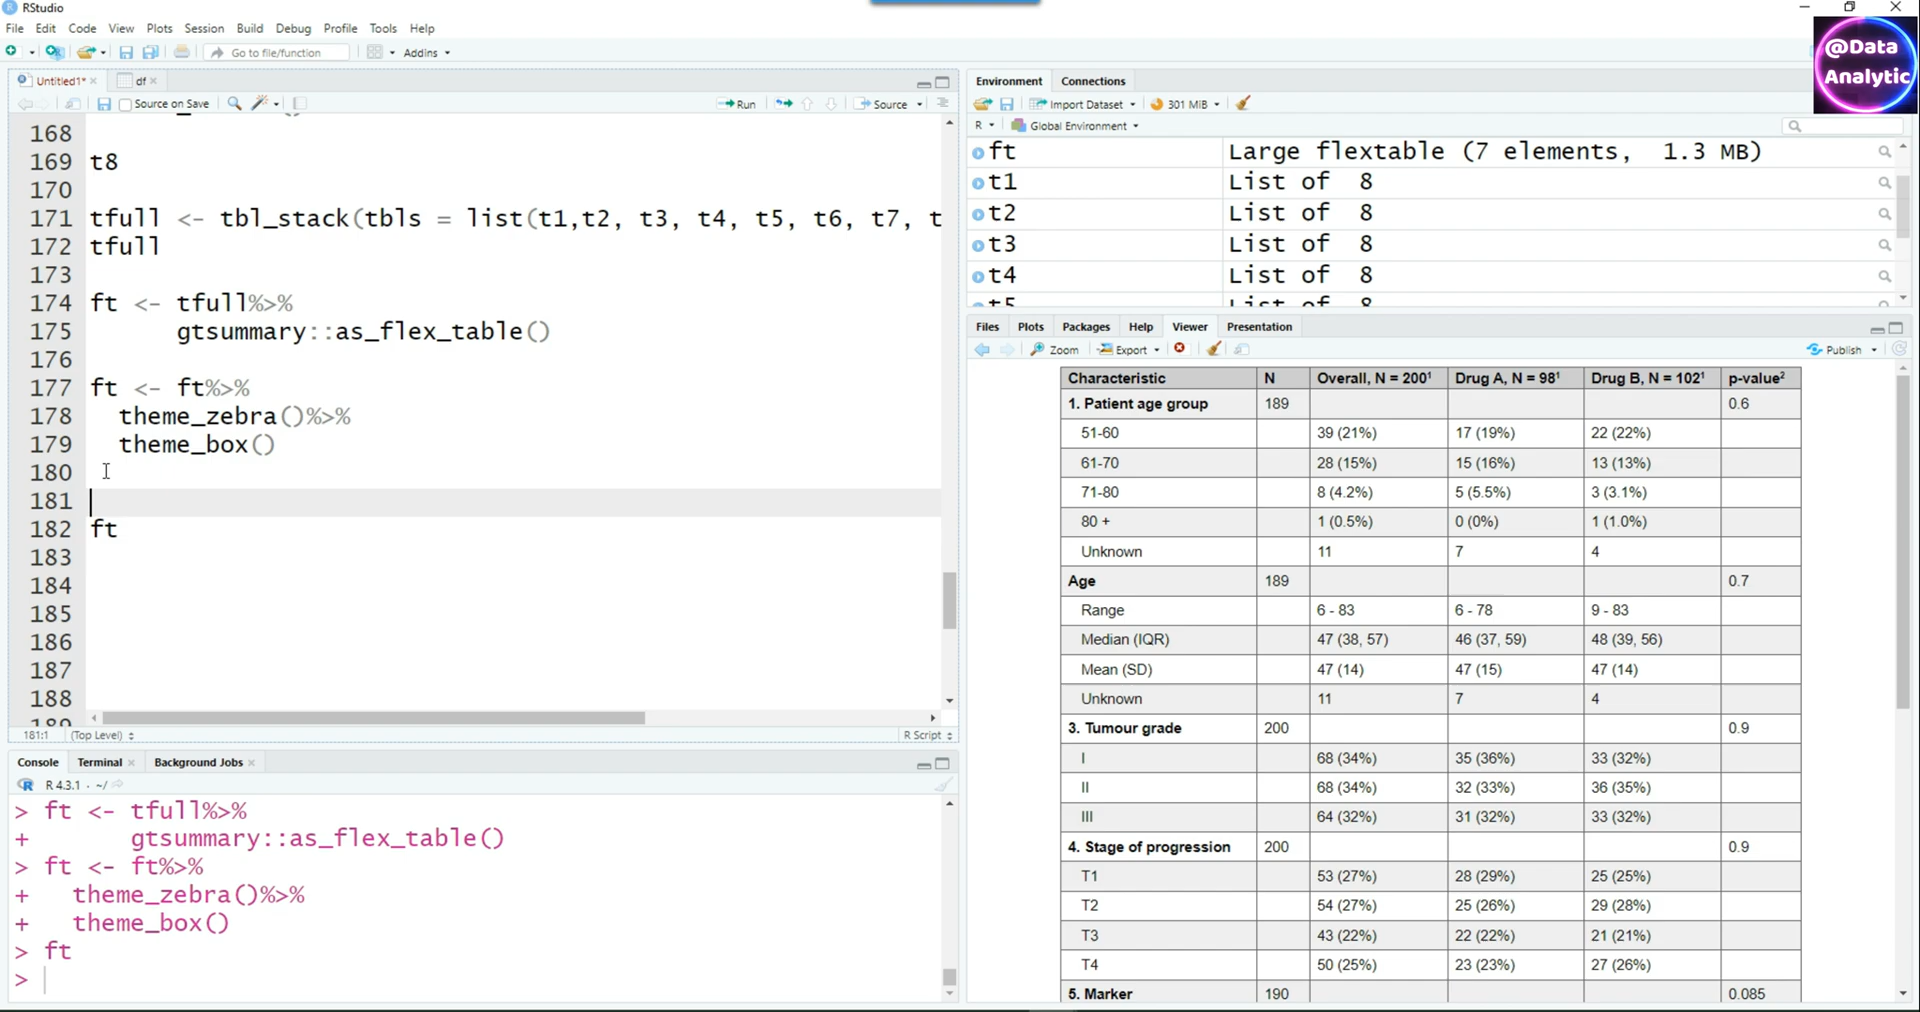 RStudio
File Edit Code View Plots Session Build Debug Profile Tools Help
Go to file/function Addins
@Data
Analytic
Untitled1* df
Source on Save Run Source
168
169 t8
170
171 tfull <- tbl_stack(tbls = list(t1,t2, t3, t4, t5, t6, t7, t
172 tfull
173
174 ft <- tfull%>%
175 gtsummary::as_flex_table()
176
177 ft <- ft%>%
178 theme_zebra()%>%
179 theme_box()
180
181
182 ft
183
184
185
186
187
188
189
181:1 (Top Level) R Script
Console Terminal Background Jobs
R 4.3.1 · ~/
> ft <- tfull%>%
+ gtsummary::as_flex_table()
> ft <- ft%>%
+ theme_zebra()%>%
+ theme_box()
> ft
>
Environment Connections
Import Dataset 301 MiB
R Global Environment
ft Large flextable (7 elements, 1.3 MB)
t1 List of 8
t2 List of 8
t3 List of 8
t4 List of 8
t5 List of 8
Files Plots Packages Help Viewer Presentation
Zoom Export Publish
Characteristic N Overall, N = 200¹ Drug A, N = 98¹ Drug B, N = 102¹ p-value²
1. Patient age group 189 0.6
51-60 39 (21%) 17 (19%) 22 (22%)
61-70 28 (15%) 15 (16%) 13 (13%)
71-80 8 (4.2%) 5 (5.5%) 3 (3.1%)
80 + 1 (0.5%) 0 (0%) 1 (1.0%)
Unknown 11 7 4
Age 189 0.7
Range 6 - 83 6 - 78 9 - 83
Median (IQR) 47 (38, 57) 46 (37, 59) 48 (39, 56)
Mean (SD) 47 (14) 47 (15) 47 (14)
Unknown 11 7 4
3. Tumour grade 200 0.9
I 68 (34%) 35 (36%) 33 (32%)
II 68 (34%) 32 (33%) 36 (35%)
III 64 (32%) 31 (32%) 33 (32%)
4. Stage of progression 200 0.9
T1 53 (27%) 28 (29%) 25 (25%)
T2 54 (27%) 25 (26%) 29 (28%)
T3 43 (22%) 22 (22%) 21 (21%)
T4 50 (25%) 23 (23%) 27 (26%)
5. Marker 190 0.085